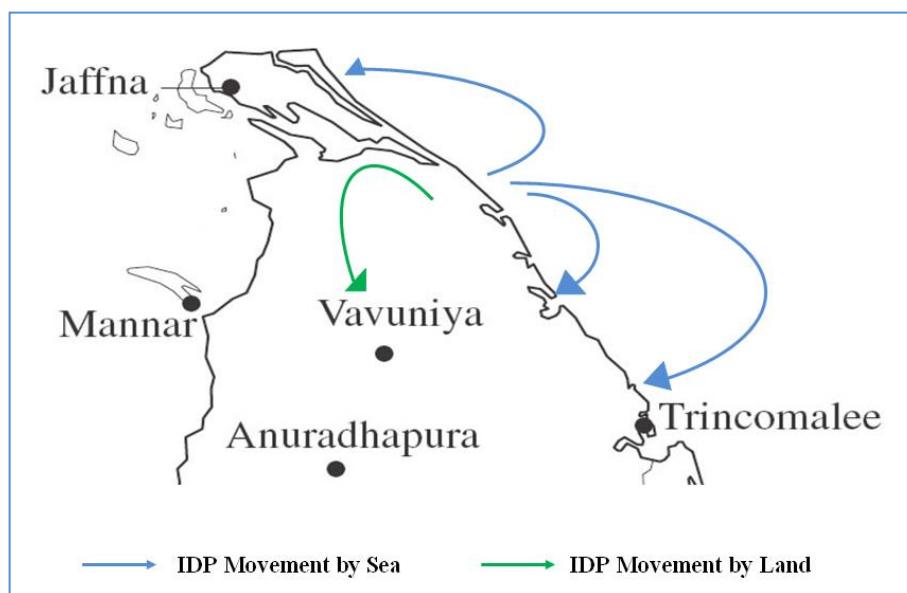 Jaffna
Vavuniya
Mannar
Trincomalee
Anuradhapura
IDP Movement by Sea
IDP Movement by Land